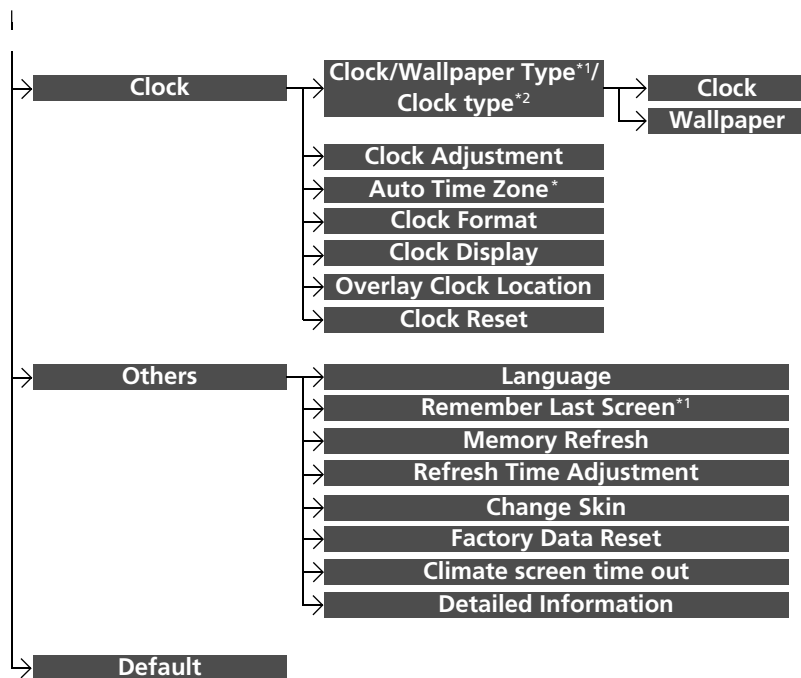 Clock
Clock/Wallpaper Type*1/
Clock type*2
Clock
Wallpaper
Clock Adjustment
Auto Time Zone*
Clock Format
Clock Display
Overlay Clock Location
Clock Reset
Others
Language
Remember Last Screen*1
Memory Refresh
Refresh Time Adjustment
Change Skin
Factory Data Reset
Climate screen time out
Detailed Information
Default